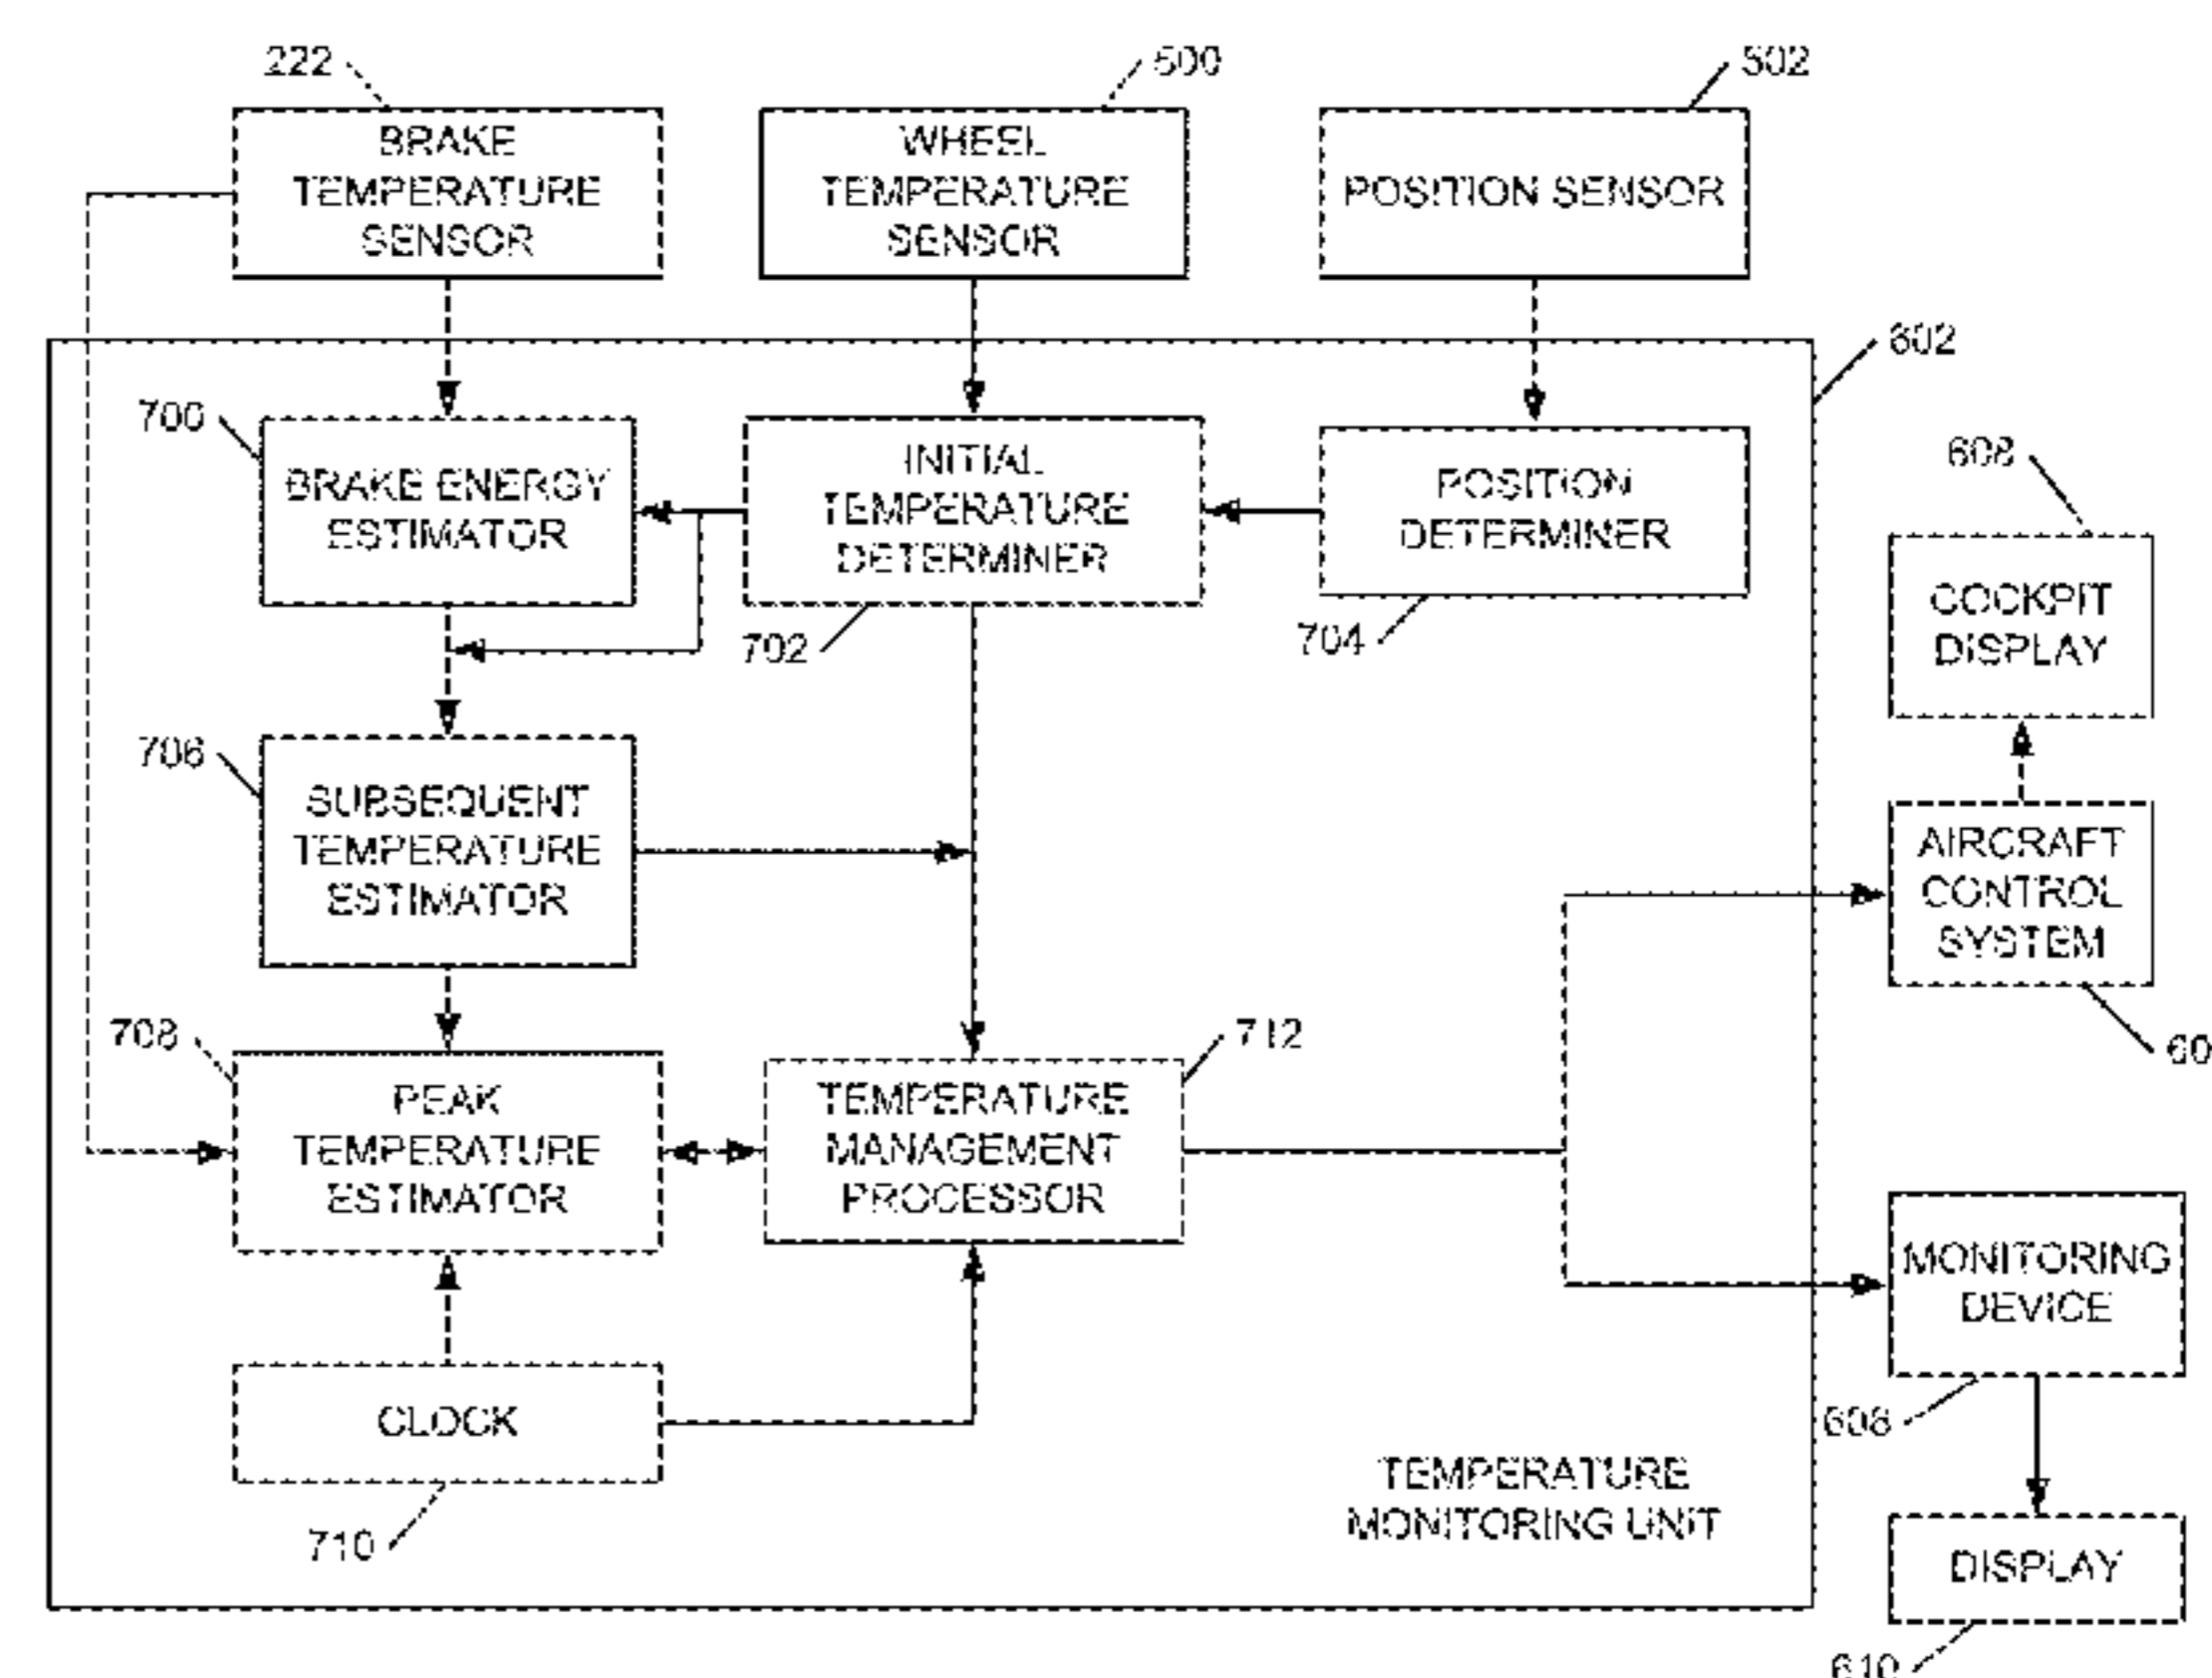 222
500
502
BRAKE
TEMPERATURE
SENSOR
WHEEL
TEMPERATURE
SENSOR
POSITION SENSOR
602
700
BRAKE ENERGY
ESTIMATOR
INITIAL
TEMPERATURE
DETERMINER
POSITION
DETERMINER
702
704
608
COCKPIT
DISPLAY
706
SUBSEQUENT
TEMPERATURE
ESTIMATOR
AIRCRAFT
CONTROL
SYSTEM
60
708
PEAK
TEMPERATURE
ESTIMATOR
712
TEMPERATURE
MANAGEMENT
PROCESSOR
MONITORING
DEVICE
CLOCK
710
TEMPERATURE
MONITORING UNIT
DISPLAY
610